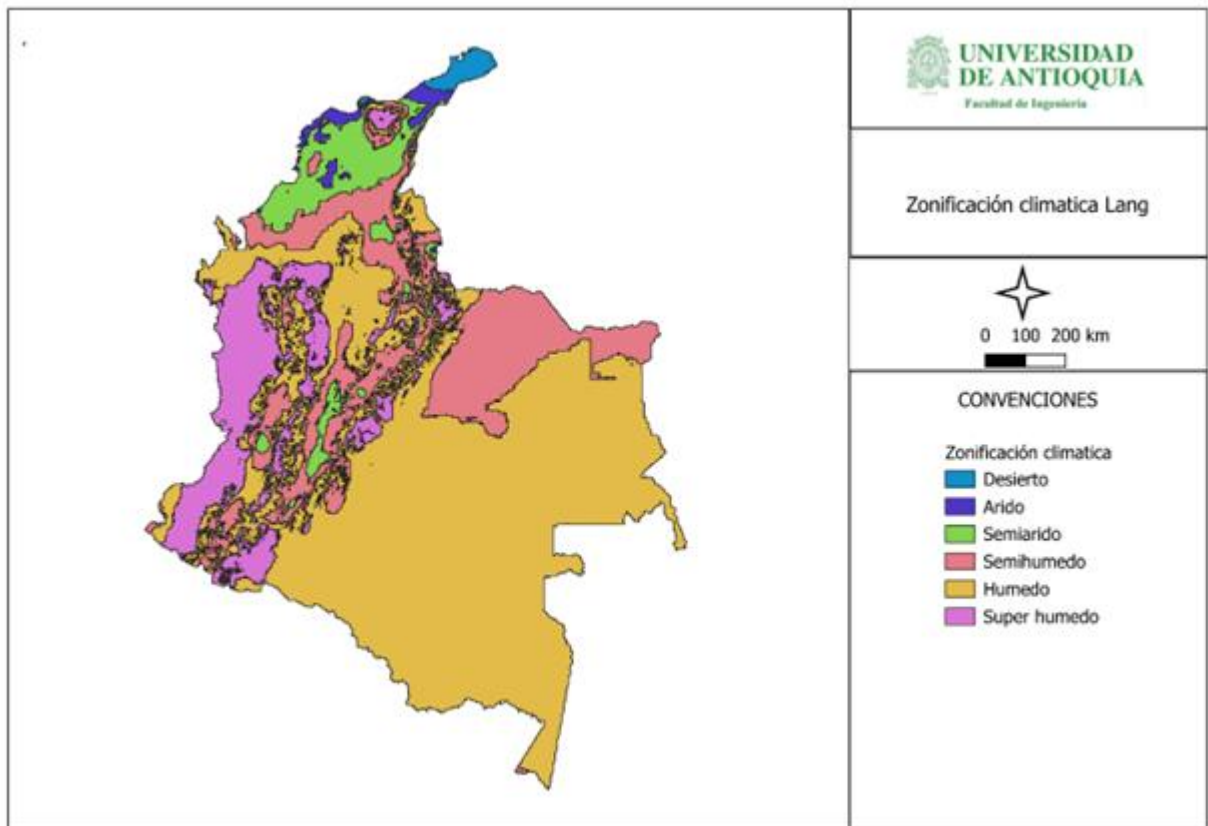 UNIVERSIDAD
DE ANTIOQUIA
Facultad de Ingeniería
Zonificación climatica Lang
0 100 200 km
CONVENCIONES
Zonificación climatica
Desierto
Arido
Semiarido
Semihumedo
Humedo
Super humedo